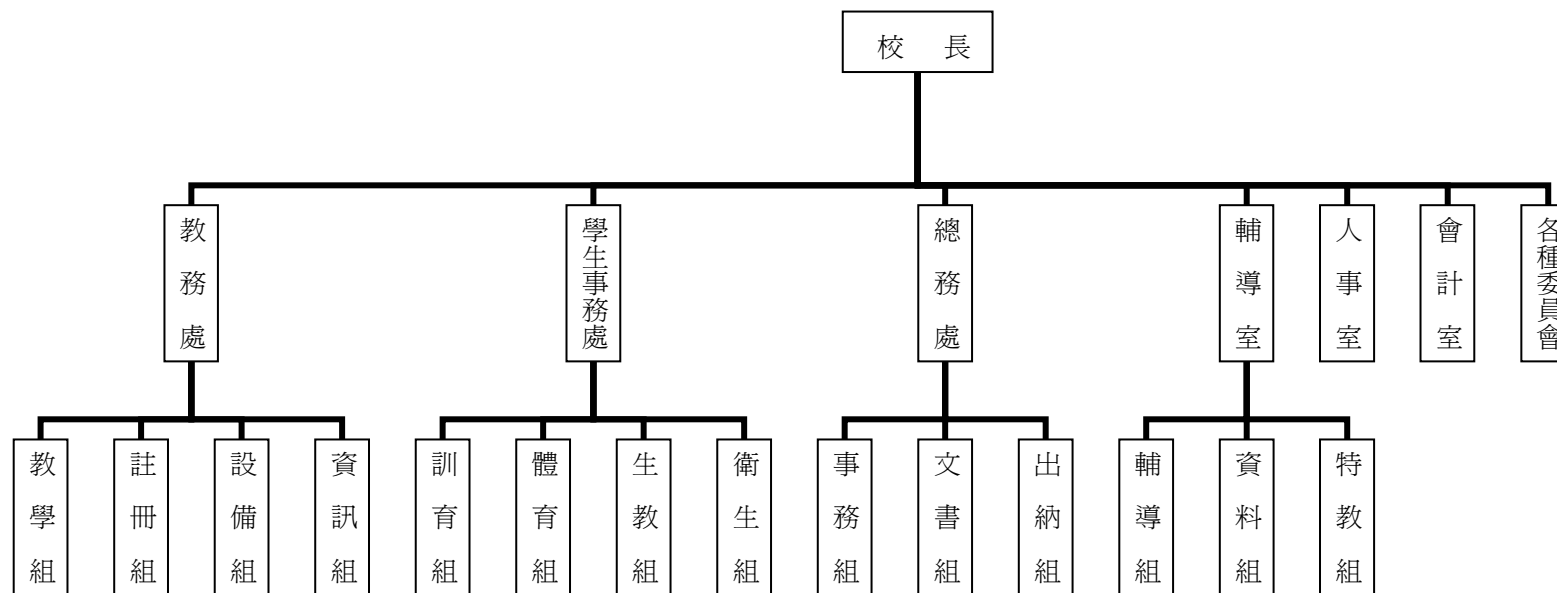 校 長
教務處
學生事務處
總務處
輔導室
人事室
會計室
各種委員會
教學組
註冊組
設備組
資訊組
訓育組
體育組
生教組
衛生組
事務組
文書組
出納組
輔導組
資料組
特教組